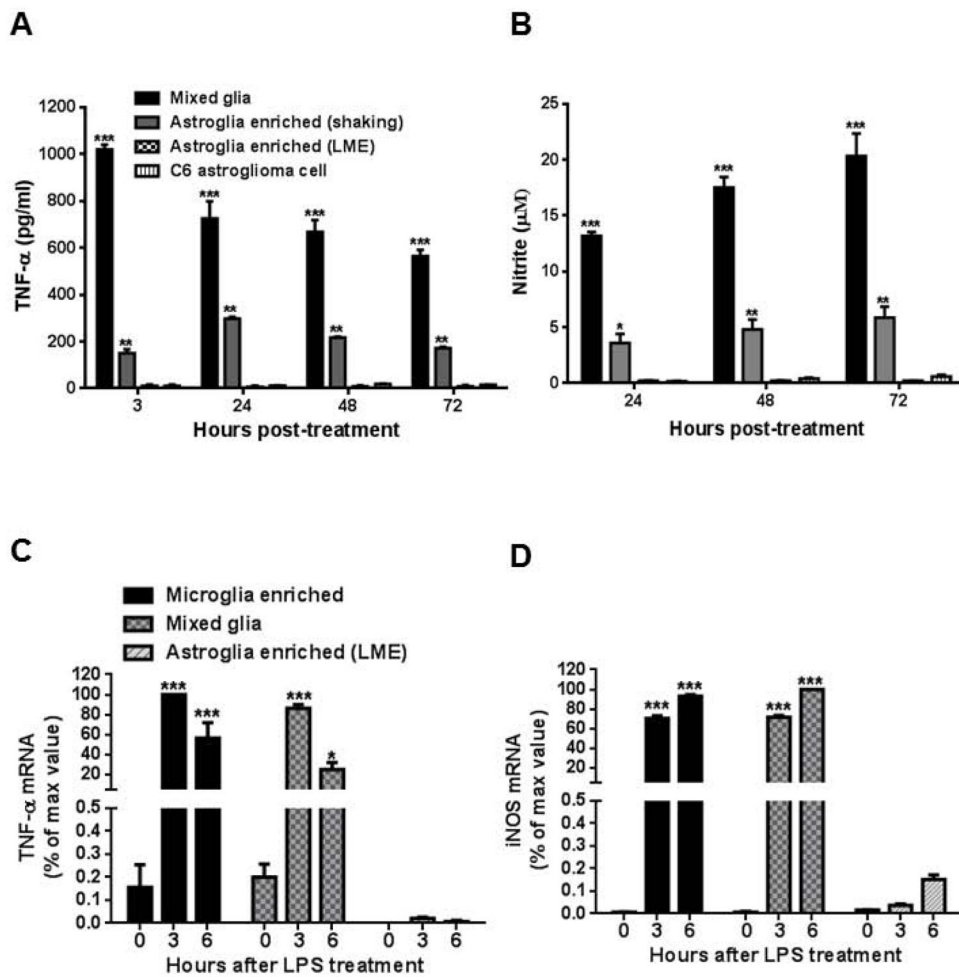 A
Mixed glia
Astroglia enriched (shaking)
Astroglia enriched (LME)
C6 astroglioma cell
TNF-α (pg/ml)
1200
1000
800
600
400
200
0
***
**
***
**
***
**
***
**
3 24 48 72
Hours post-treatment
B
Nitrite (μM)
25
20
15
10
5
0
***
*
***
**
***
**
24 48 72
Hours post-treatment
C
Microglia enriched
Mixed glia
Astroglia enriched (LME)
TNF-α mRNA
(% of max value)
120
100
80
60
40
20
0.5
0.4
0.3
0.2
0.1
0.0
***
***
***
*
0 3 6 0 3 6 0 3 6
Hours after LPS treatment
D
iNOS mRNA
(% of max value)
120
100
80
60
40
20
0.5
0.4
0.3
0.2
0.1
0.0
***
***
***
***
0 3 6 0 3 6 0 3 6
Hours after LPS treatment